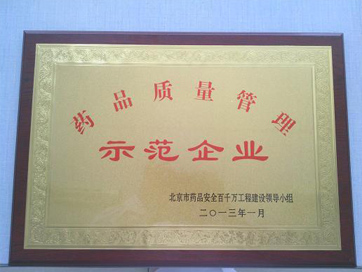 药品质量管理
示范企业
北京市药品安全百千万工程建设领导小组
二〇一三年一月